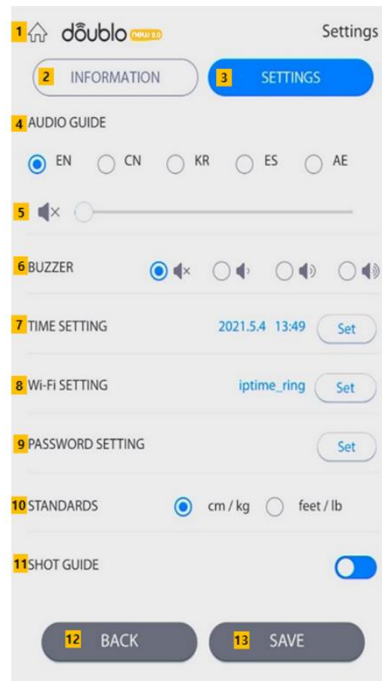 1 doublo new 2.0 Settings
2 INFORMATION 3 SETTINGS
4 AUDIO GUIDE
EN CN KR ES AE
5
6 BUZZER
7 TIME SETTING 2021.5.4 13:49 Set
8 Wi-Fi SETTING iptime_ring Set
9 PASSWORD SETTING Set
10 STANDARDS cm / kg feet / lb
11 SHOT GUIDE
12 BACK 13 SAVE